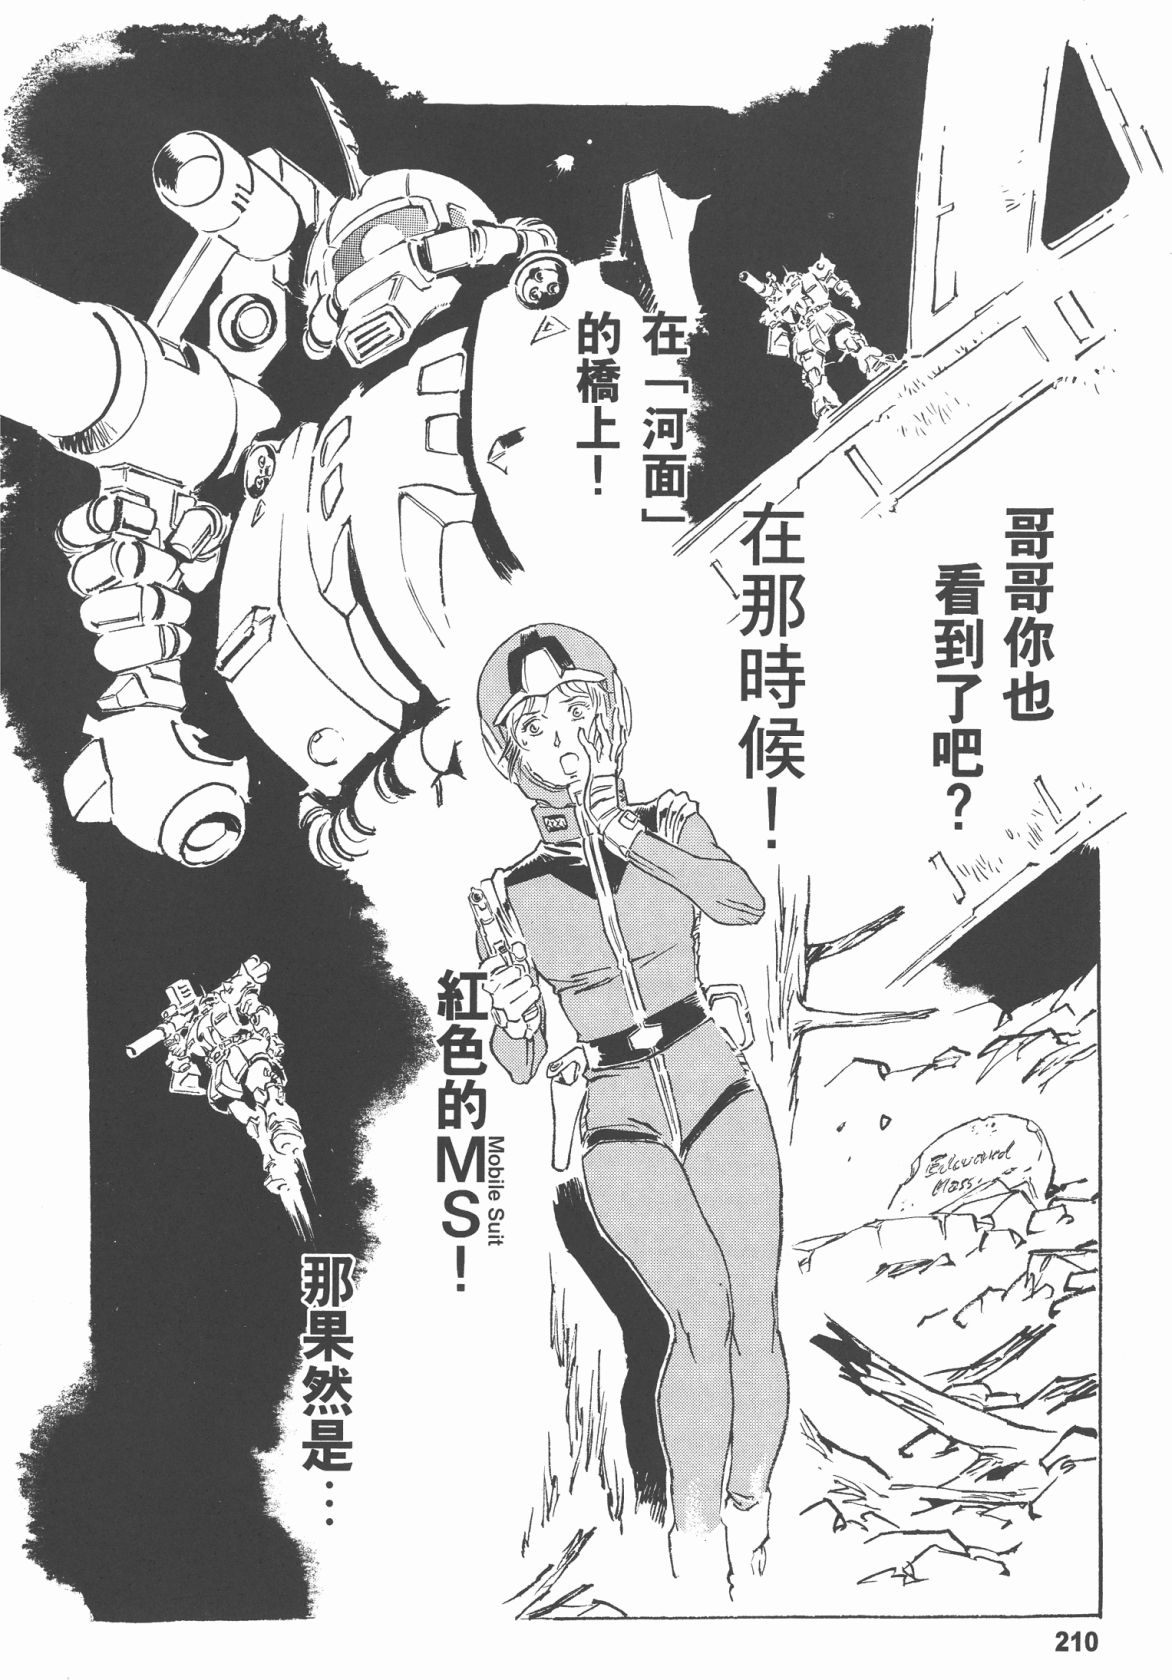 哥哥你也
看到了吧？
在那時候！
在「河面」
的橋上！
紅色的MS！
Mobile Suit
那果然是…
Edward
Mass.
210